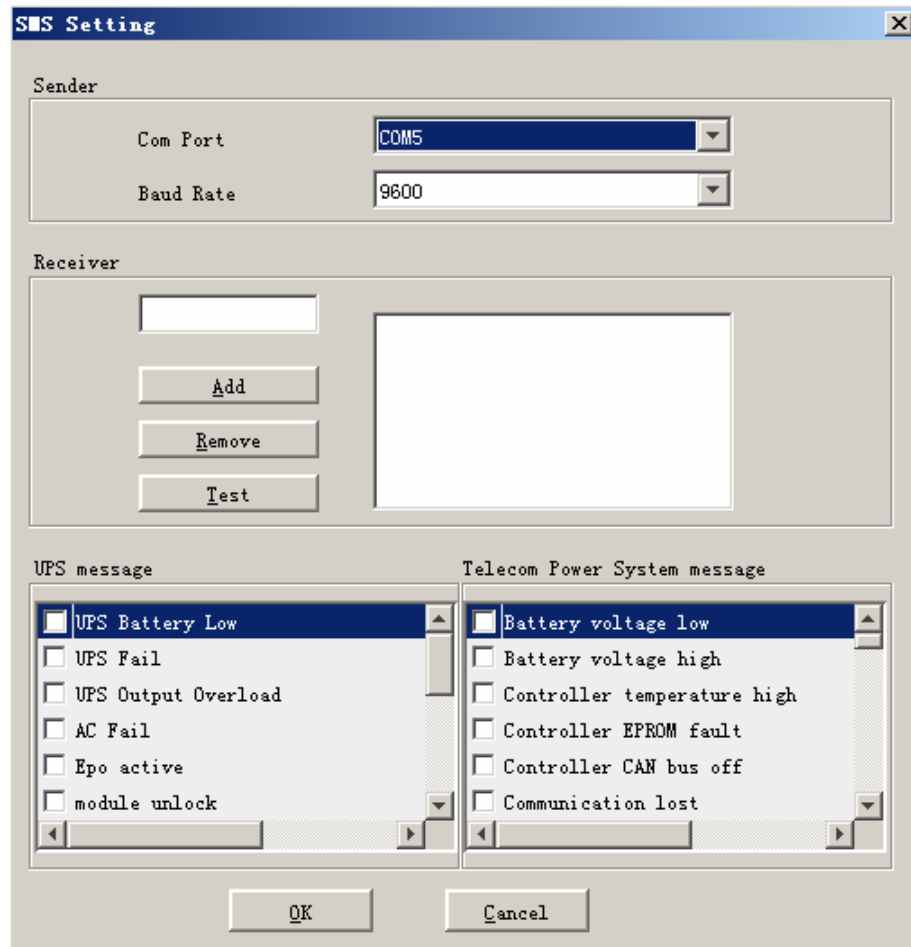 SMS Setting
Sender
Com Port
COM5
Baud Rate
9600
Receiver
Add
Remove
Test
UPS message
UPS Battery Low
UPS Fail
UPS Output Overload
AC Fail
Epo active
module unlock
Telecom Power System message
Battery voltage low
Battery voltage high
Controller temperature high
Controller EPROM fault
Controller CAN bus off
Communication lost
OK
Cancel